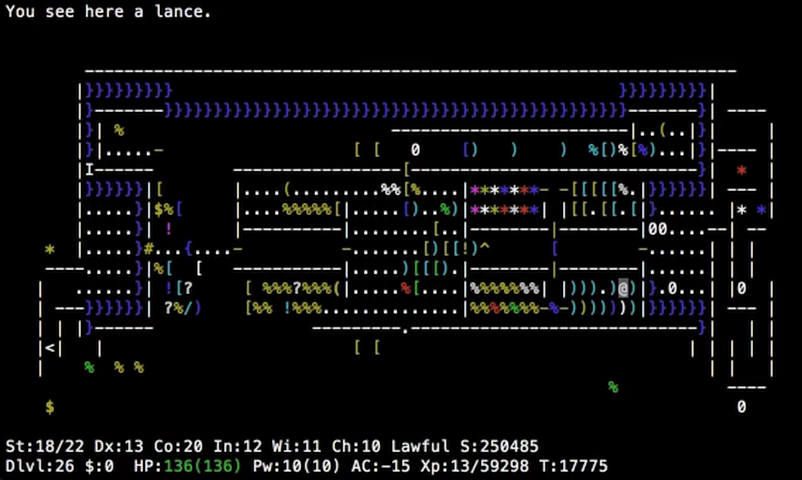 You see here a lance.
St:18/22 Dx:13 Co:20 In:12 Wi:11 Ch:10 Lawful S:250485
Dlvl:26 $:0 HP:136(136) Pw:10(10) AC:-15 Xp:13/59298 T:17775